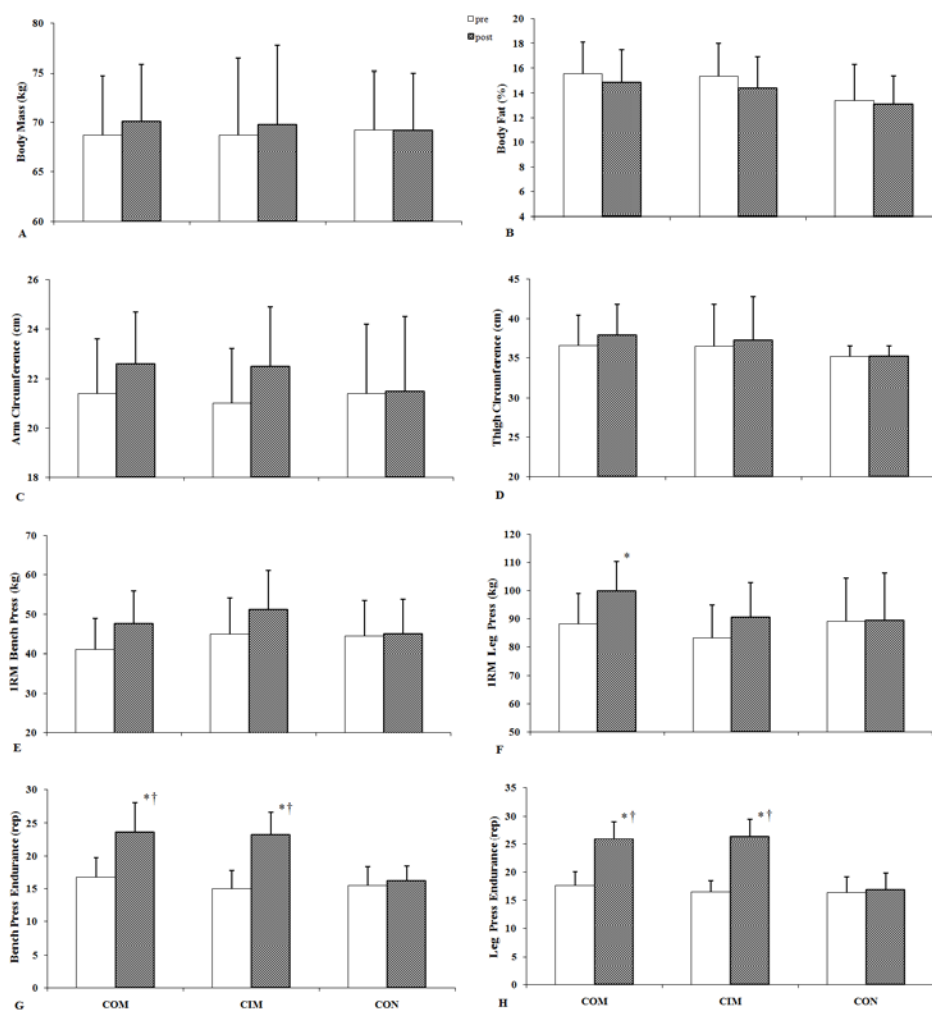 pre
post
80
75
70
65
60
Body Mass (kg)
A
20
18
16
14
12
10
8
6
4
Body Fat (%)
B
26
24
22
20
18
Arm Circumference (cm)
C
45
40
35
30
25
20
Thigh Circumference (cm)
D
70
60
50
40
30
20
1RM Bench Press (kg)
E
120
110
100
90
80
70
60
50
1RM Leg Press (kg)
F
*
30
25
20
15
10
5
0
Bench Press Endurance (rep)
G
*†
*†
COM
CIM
CON
35
30
25
20
15
10
5
0
Leg Press Endurance (rep)
H
*†
*†
COM
CIM
CON